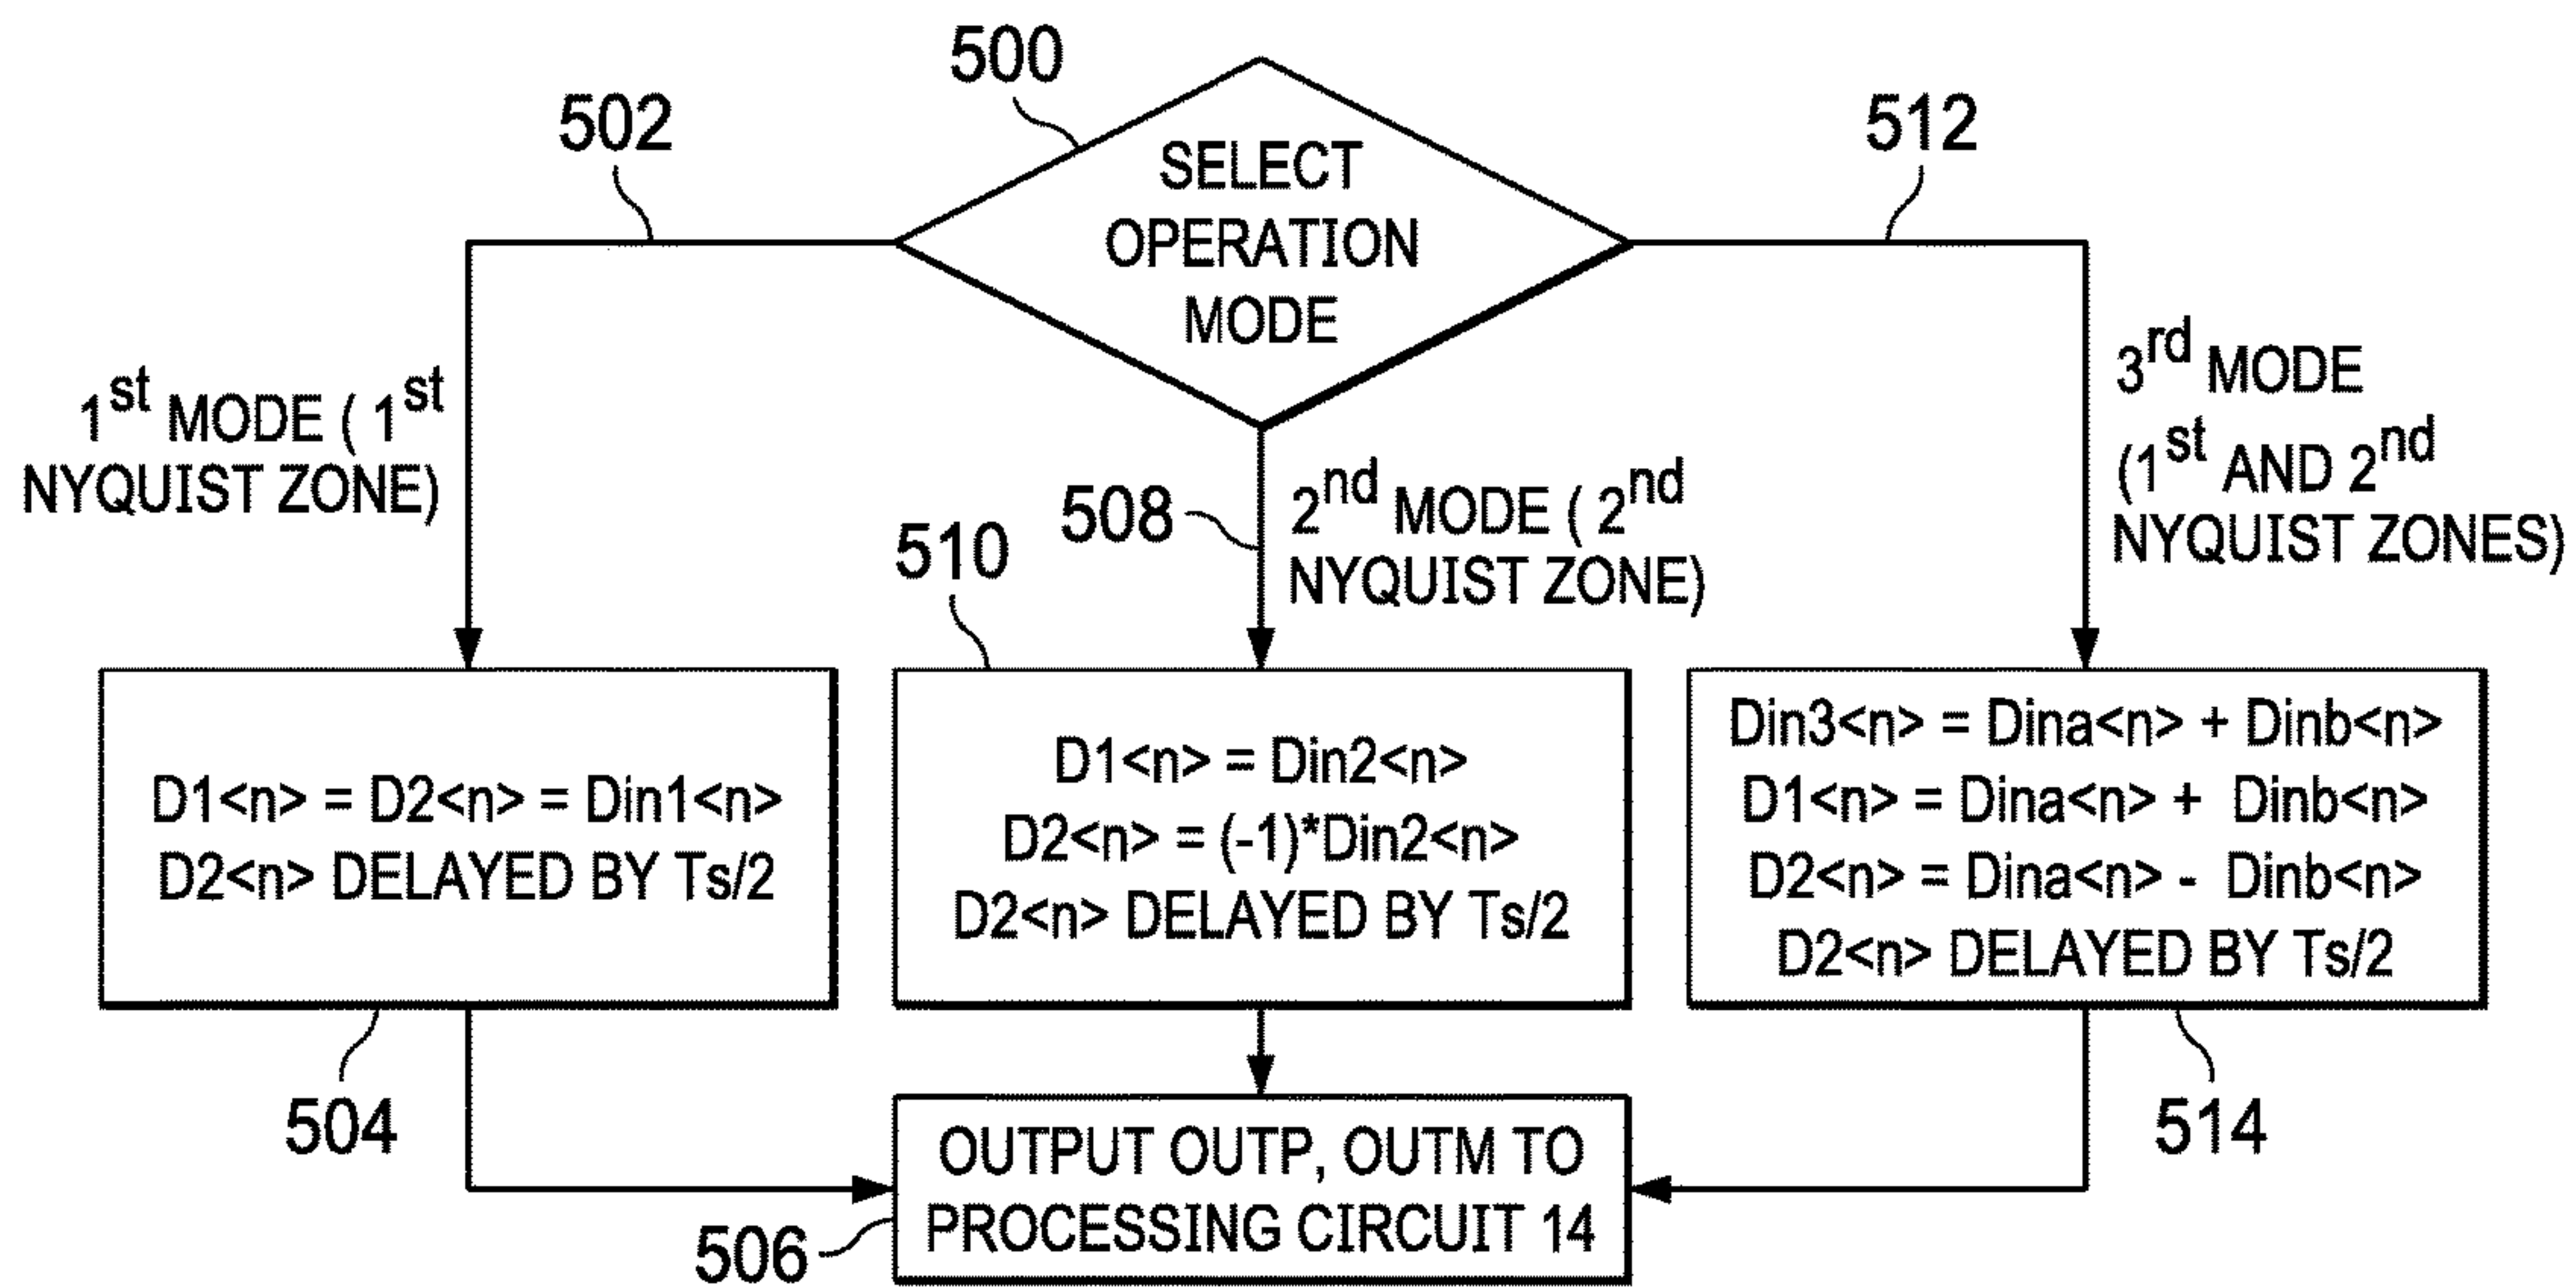 500
502
512
SELECT
OPERATION
MODE
1st MODE ( 1st
NYQUIST ZONE)
508
2nd MODE ( 2nd
NYQUIST ZONE)
3rd MODE
(1st AND 2nd
NYQUIST ZONES)
510
D1<n> = D2<n> = Din1<n>
D2<n> DELAYED BY Ts/2
D1<n> = Din2<n>
D2<n> = (-1)*Din2<n>
D2<n> DELAYED BY Ts/2
Din3<n> = Dina<n> + Dinb<n>
D1<n> = Dina<n> + Dinb<n>
D2<n> = Dina<n> - Dinb<n>
D2<n> DELAYED BY Ts/2
504
514
OUTPUT OUTP, OUTM TO
PROCESSING CIRCUIT 14
506